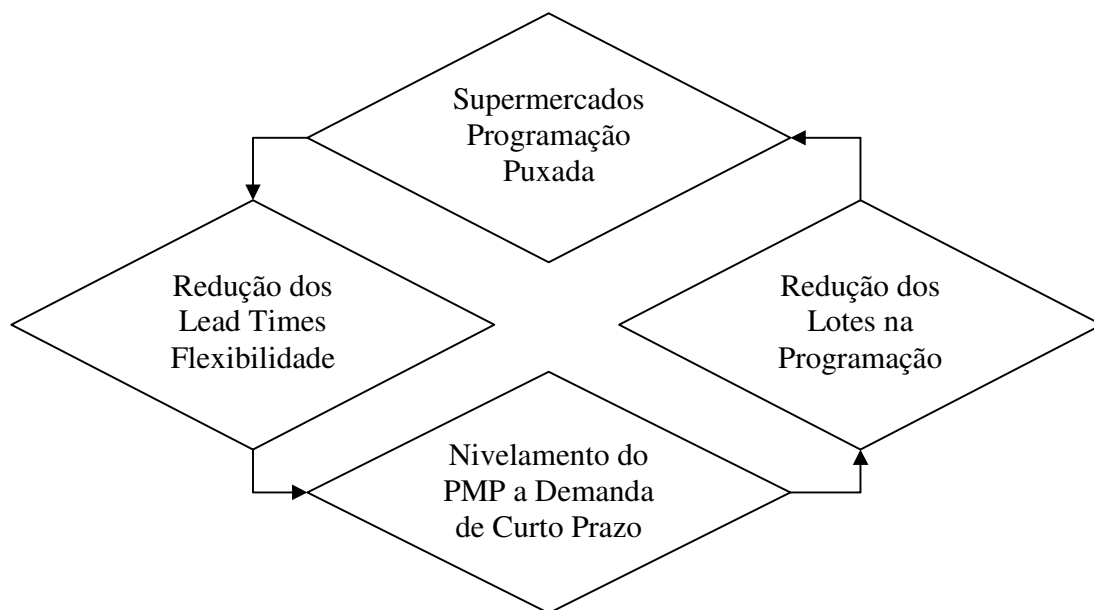 Supermercados
Programação
Puxada
Redução dos
Lead Times
Flexibilidade
Redução dos
Lotes na
Programação
Nivelamento do
PMP a Demanda
de Curto Prazo